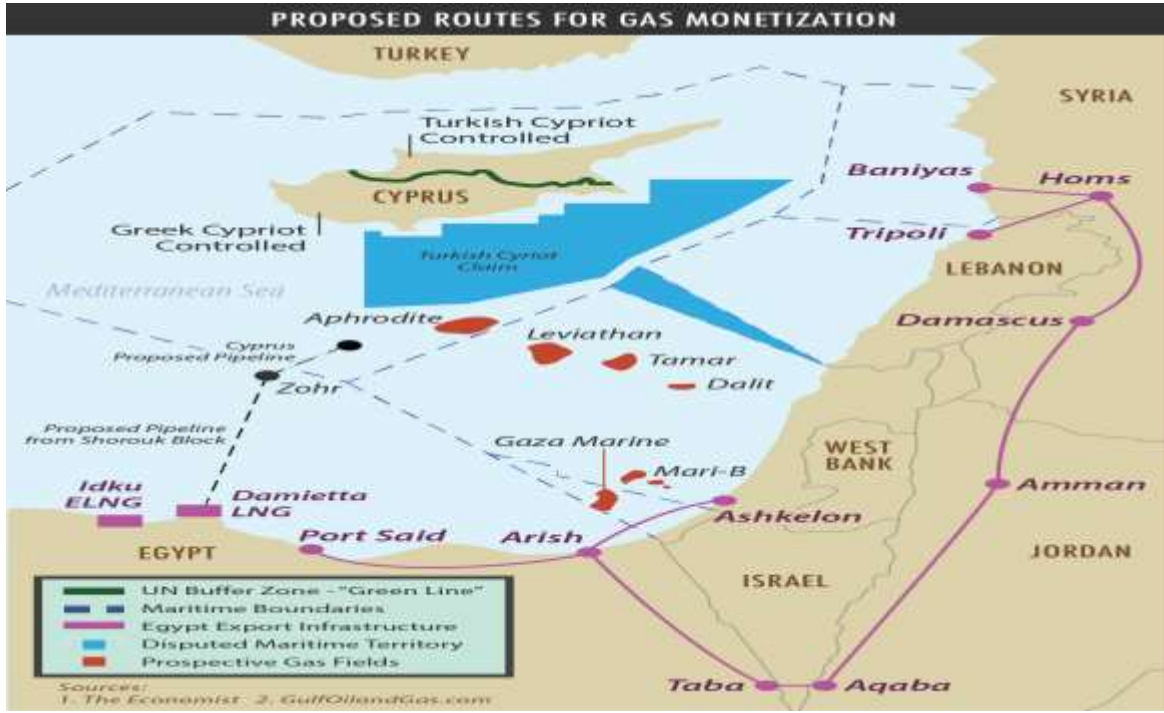 PROPOSED ROUTES FOR GAS MONETIZATION
TURKEY
SYRIA
Turkish Cypriot
Controlled
CYPRUS
Baniyas
Homs
Greek Cypriot
Controlled
Tripoli
Turkish Cyriot
Claim
LEBANON
Mediterranean Sea
Aphrodite
Damascus
Leviathan
Cyprus
Proposed Pipeline
Tamar
Zohr
Dalit
Proposed Pipeline
from Shorouk Block
Gaza Marine
WEST
BANK
Mari-B
Idku
ELNG
Damietta
LNG
Amman
Ashkelon
Port Said
Arish
EGYPT
JORDAN
ISRAEL
UN Buffer Zone -"Green Line"
Maritime Boundaries
Egypt Export Infrastructure
Disputed Maritime Territory
Prospective Gas Fields
Sources:
1. The Economist 2. GulfOilandGas.com
Taba
Aqaba